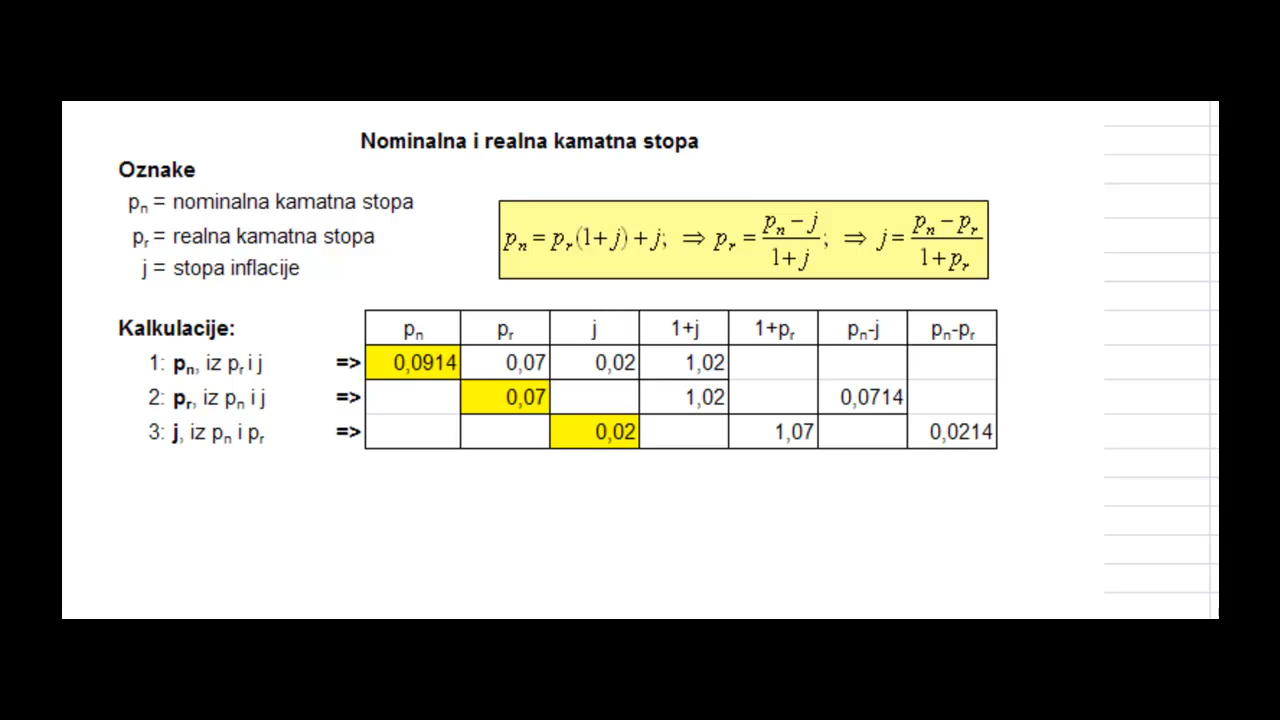 Nominalna i realna kamatna stopa
Oznake
pₙ = nominalna kamatna stopa
pᵣ = realna kamatna stopa
j = stopa inflacije
pₙ = pᵣ(1+j)+j; ⇒ pᵣ = (pₙ−j)/(1+j); ⇒ j = (pₙ−pᵣ)/(1+pᵣ)
Kalkulacije: pₙ pᵣ j 1+j 1+pᵣ pₙ-j pₙ-pᵣ
1: pₙ, iz pᵣ i j => 0,0914 0,07 0,02 1,02
2: pᵣ, iz pₙ i j => 0,07 1,02 0,0714
3: j, iz pₙ i pᵣ => 0,02 1,07 0,0214